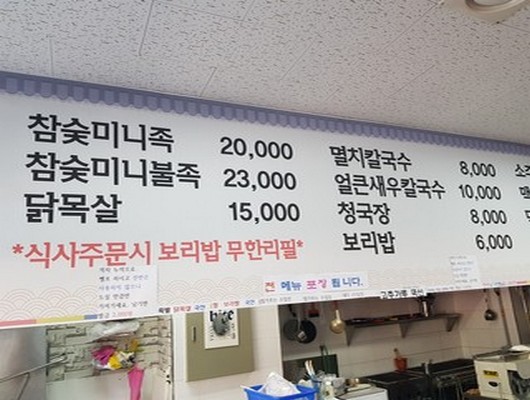 참숯미니족 20,000
참숯미니불족 23,000
닭목살 15,000
*식사주문시 보리밥 무한리필*
멸치칼국수 8,000
얼큰새우칼국수 10,000
청국장 8,000
보리밥 6,000
전 메뉴 포장 됩니다.